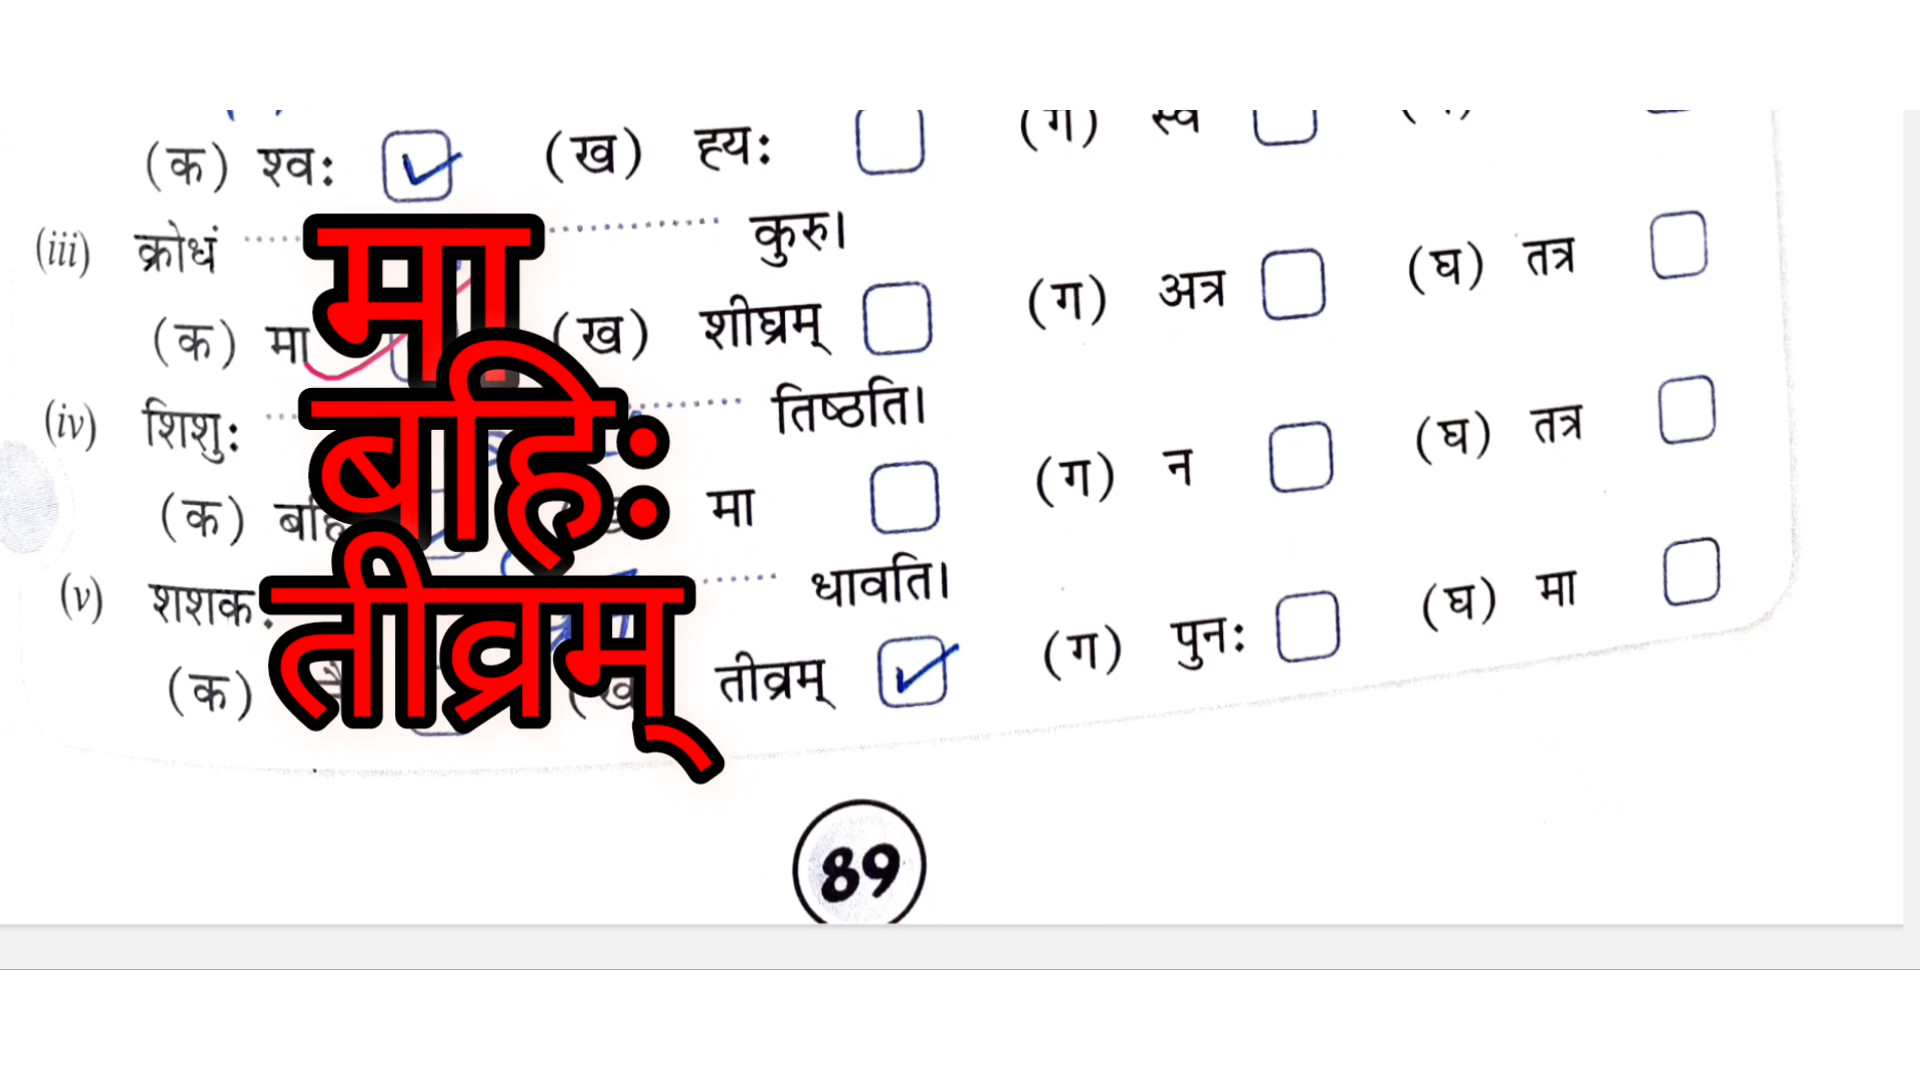 (क) श्वः (ख) ह्यः (ग) स्व
(iii) क्रोधं ........ मा ........ कुरु।
(क) मा (ख) शीघ्रम् (ग) अत्र (घ) तत्र
(iv) शिशुः ........ बहिः ........ तिष्ठति।
(क) मा (ग) न (घ) तत्र
(v) शशकः तीव्रम् ........ धावति।
(क) (ख) तीव्रम् (ग) पुनः (घ) मा
89